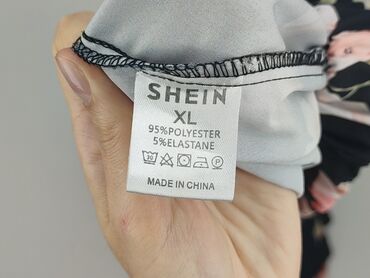 SHEIN
XL
95%POLYESTER
5%ELASTANE
MADE IN CHINA